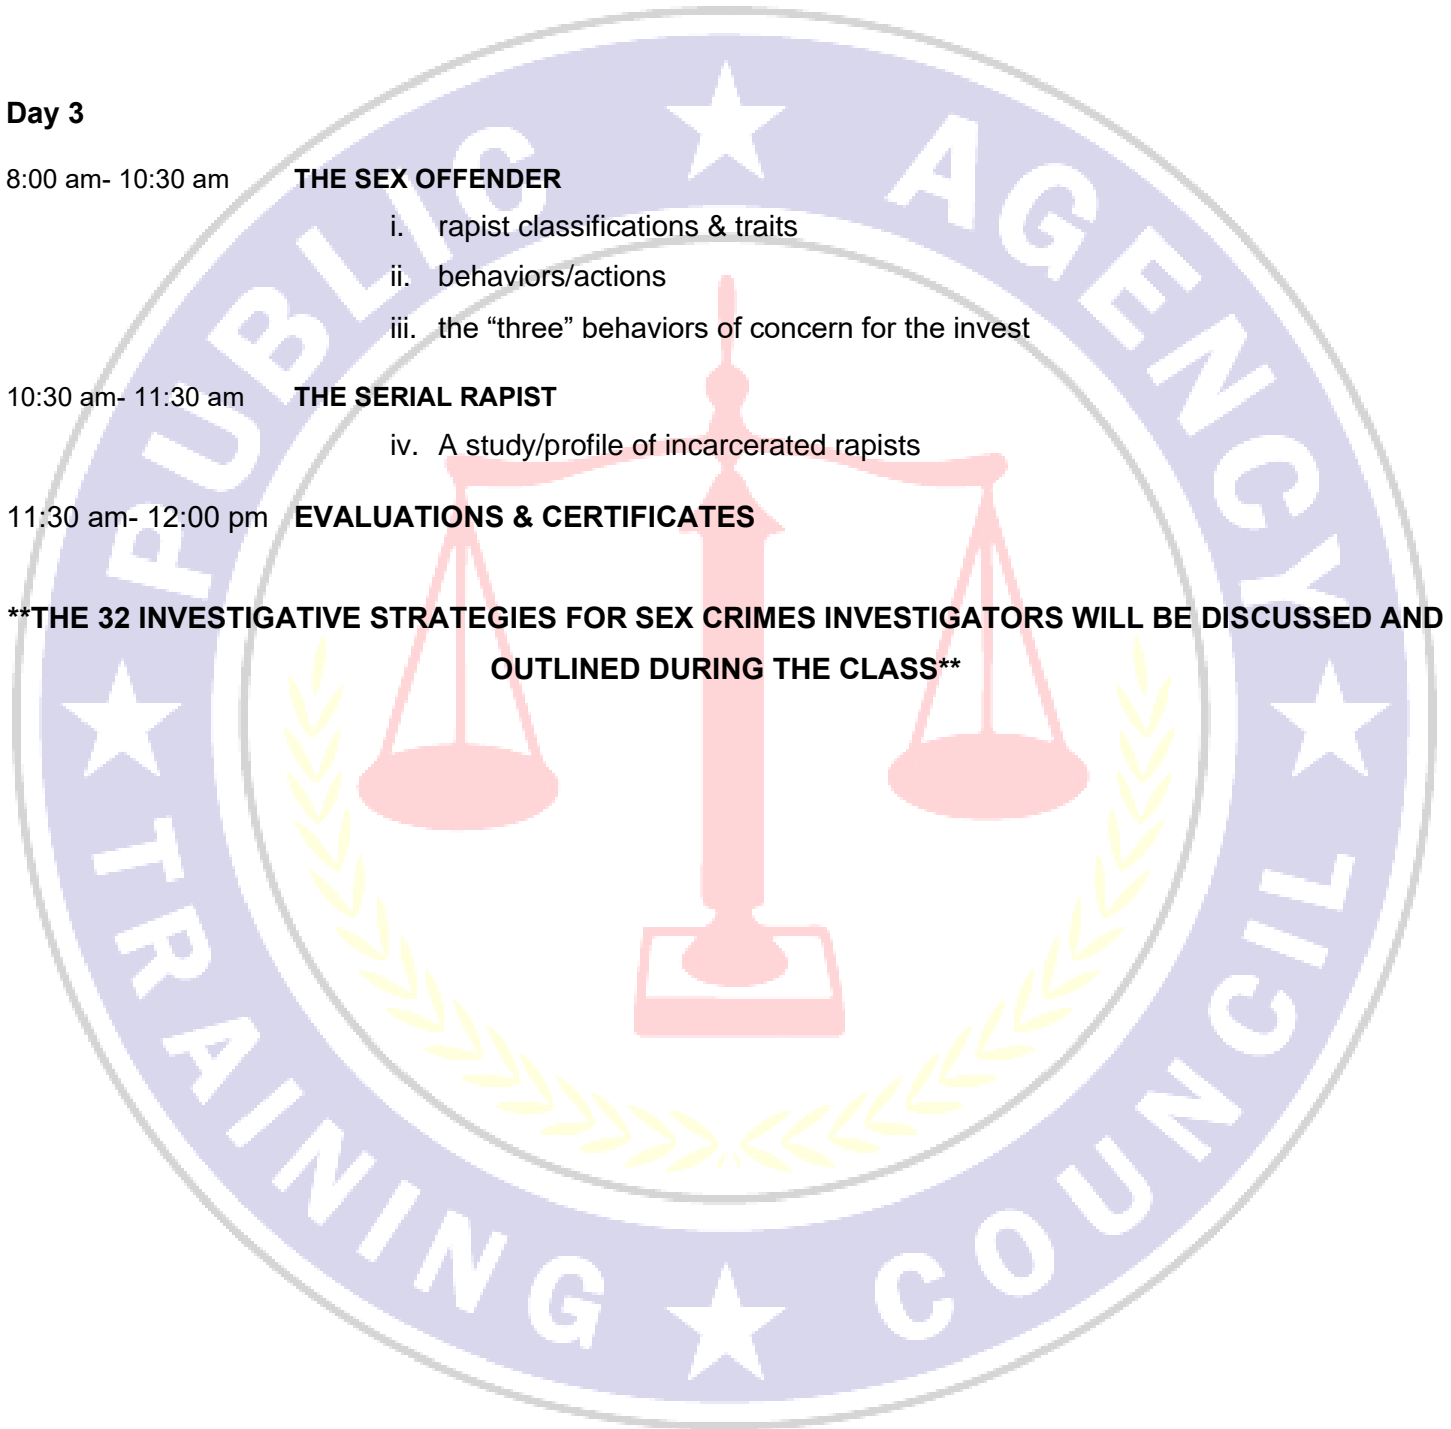 Day 3
8:00 am- 10:30 am THE SEX OFFENDER
i. rapist classifications & traits
ii. behaviors/actions
iii. the “three” behaviors of concern for the invest
10:30 am- 11:30 am THE SERIAL RAPIST
iv. A study/profile of incarcerated rapists
11:30 am- 12:00 pm EVALUATIONS & CERTIFICATES
**THE 32 INVESTIGATIVE STRATEGIES FOR SEX CRIMES INVESTIGATORS WILL BE DISCUSSED AND
OUTLINED DURING THE CLASS**
PUBLIC AGENCY
TRAINING COUNCIL